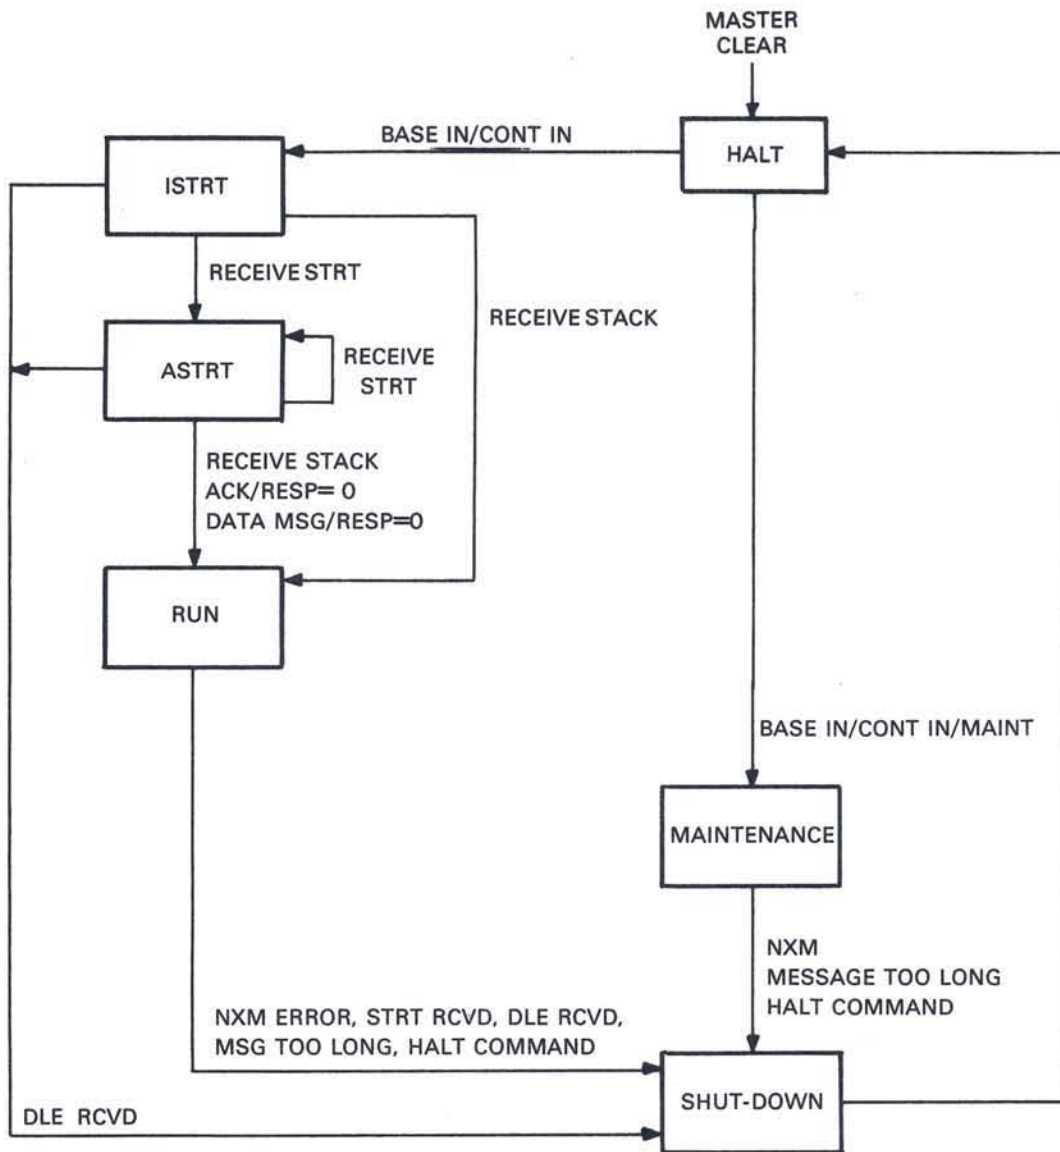 MASTER
CLEAR
BASE IN/CONT IN
HALT
ISTRT
RECEIVE STRT
RECEIVE STACK
ASTRT
RECEIVE
STRT
RECEIVE STACK
ACK/RESP= 0
DATA MSG/RESP=0
RUN
BASE IN/CONT IN/MAINT
MAINTENANCE
NXM
MESSAGE TOO LONG
HALT COMMAND
NXM ERROR, STRT RCVD, DLE RCVD,
MSG TOO LONG, HALT COMMAND
SHUT-DOWN
DLE RCVD